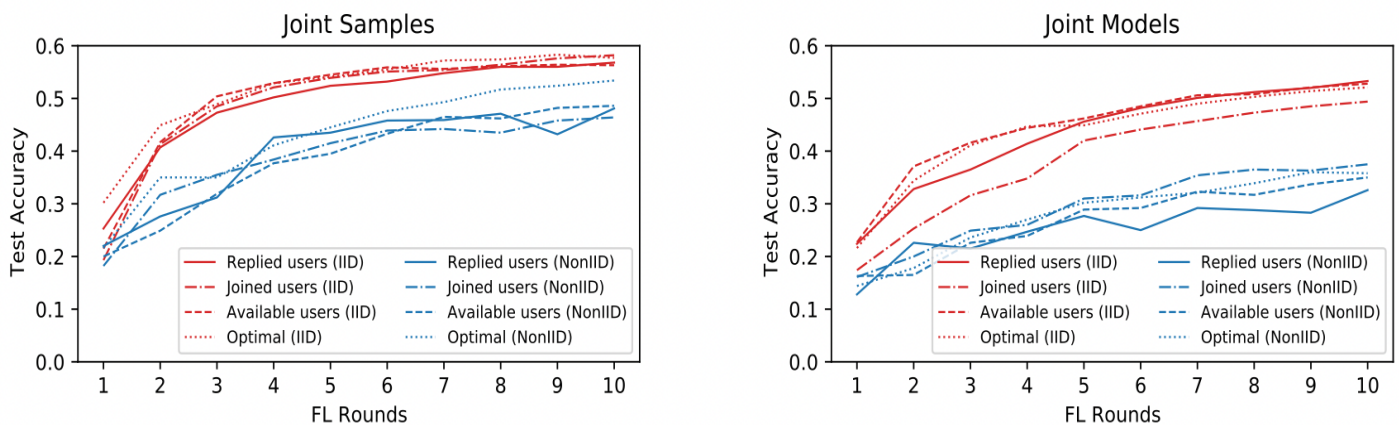 Joint Samples
Test Accuracy
0.6
0.5
0.4
0.3
0.2
0.1
0.0
Replied users (IID)
Joined users (IID)
Available users (IID)
Optimal (IID)
Replied users (NonIID)
Joined users (NonIID)
Available users (NonIID)
Optimal (NonIID)
1 2 3 4 5 6 7 8 9 10
FL Rounds
Joint Models
Test Accuracy
0.6
0.5
0.4
0.3
0.2
0.1
0.0
Replied users (IID)
Joined users (IID)
Available users (IID)
Optimal (IID)
Replied users (NonIID)
Joined users (NonIID)
Available users (NonIID)
Optimal (NonIID)
1 2 3 4 5 6 7 8 9 10
FL Rounds